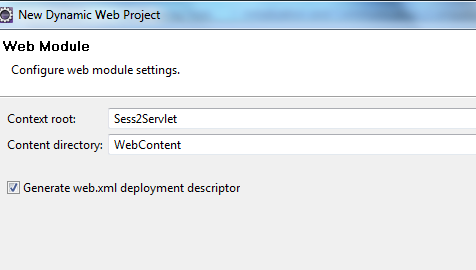 New Dynamic Web Project
Web Module
Configure web module settings.
Context root: Sess2Servlet
Content directory: WebContent
Generate web.xml deployment descriptor